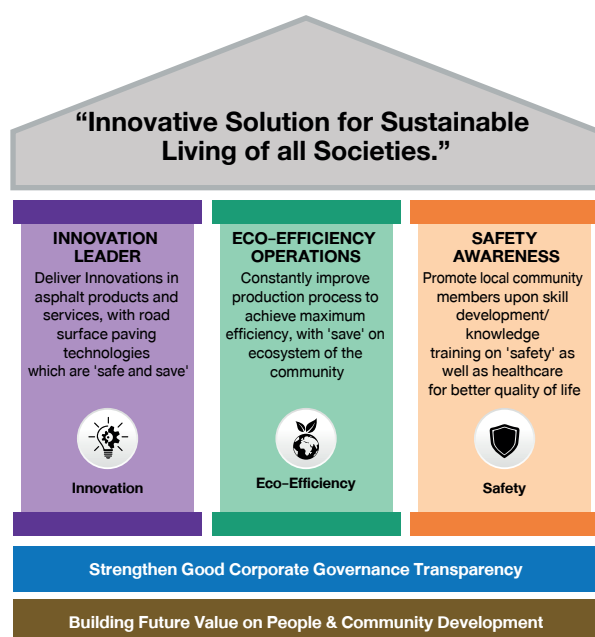 “Innovative Solution for Sustainable
Living of all Societies.”
INNOVATION
LEADER
Deliver Innovations in
asphalt products and
services, with road
surface paving
technologies
which are 'safe and save'
Innovation
ECO–EFFICIENCY
OPERATIONS
Constantly improve
production process to
achieve maximum
efficiency, with 'save' on
ecosystem of the
community
Eco–Efficiency
SAFETY
AWARENESS
Promote local community
members upon skill
development/
knowledge
training on 'safety' as
well as healthcare
for better quality of life
Safety
Strengthen Good Corporate Governance Transparency
Building Future Value on People & Community Development